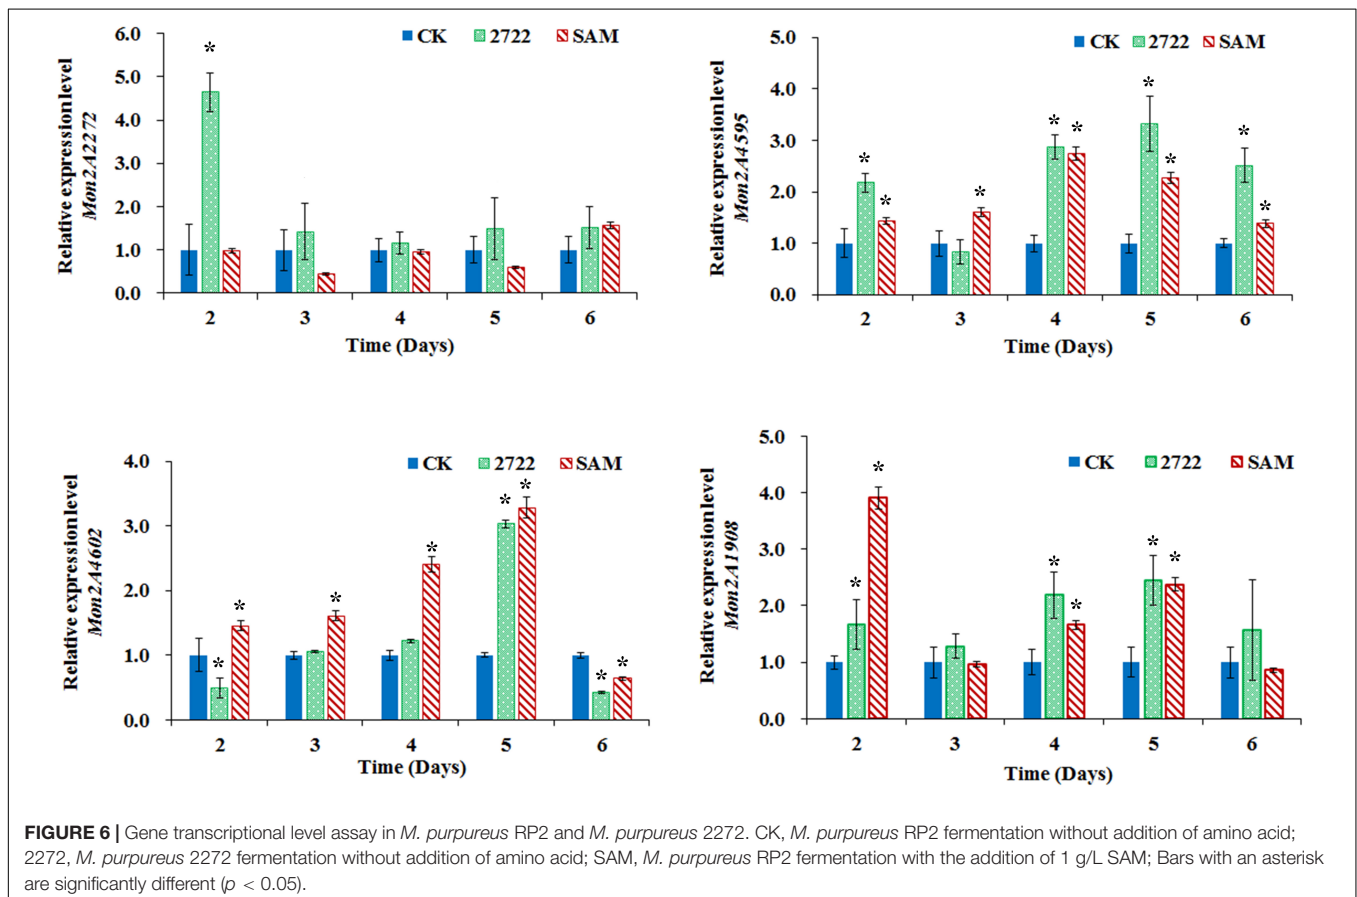 CK 2722 SAM
Relative expression level
Mon2A2272
6.0
5.0
4.0
3.0
2.0
1.0
0.0
*
2 3 4 5 6
Time (Days)
CK 2722 SAM
Relative expression level
Mon2A4595
5.0
4.0
3.0
2.0
1.0
0.0
* * * * * * * * *
2 3 4 5 6
Time (Days)
CK 2722 SAM
Relative expression level
Mon2A4602
4.0
3.0
2.0
1.0
0.0
* * * * * * * *
2 3 4 5 6
Time (Days)
CK 2722 SAM
Relative expression level
Mon2A1908
5.0
4.0
3.0
2.0
1.0
0.0
* * * * * *
2 3 4 5 6
Time (Days)
FIGURE 6 | Gene transcriptional level assay in M. purpureus RP2 and M. purpureus 2272. CK, M. purpureus RP2 fermentation without addition of amino acid;
2272, M. purpureus 2272 fermentation without addition of amino acid; SAM, M. purpureus RP2 fermentation with the addition of 1 g/L SAM; Bars with an asterisk
are significantly different (p < 0.05).